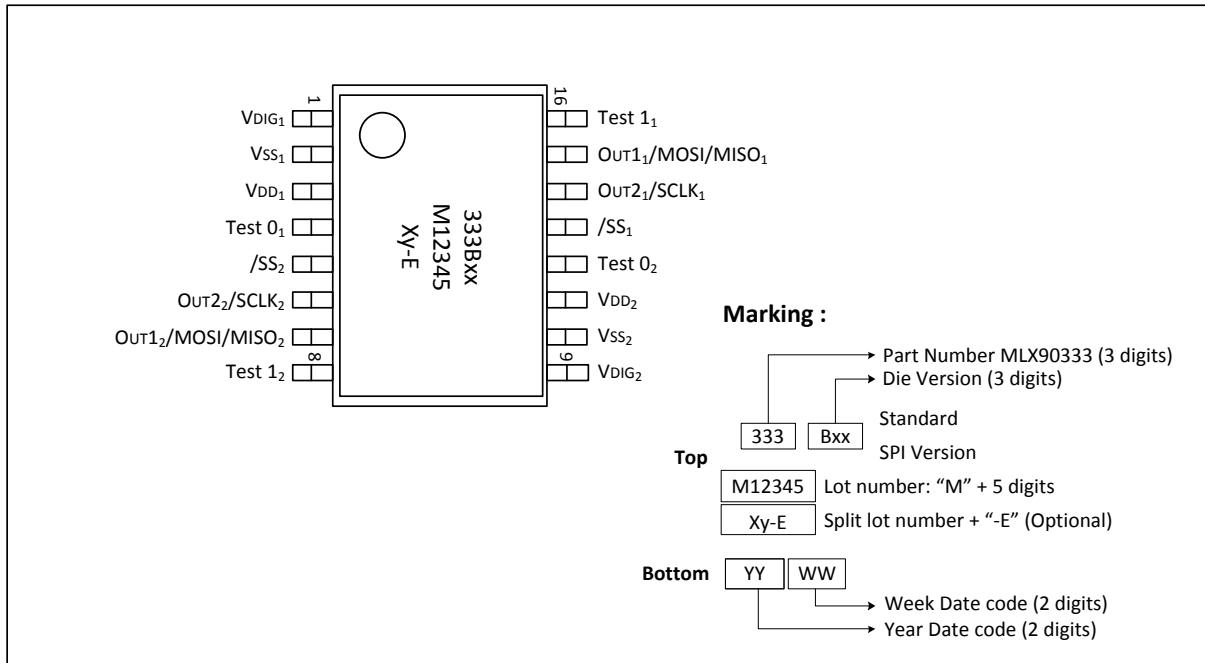 1
16
VDIG₁
Test 1₁
VSS₁
OUT1₁/MOSI/MISO₁
VDD₁
OUT2₁/SCLK₁
Test 0₁
/SS₁
/SS₂
Test 0₂
OUT2₂/SCLK₂
VDD₂
OUT1₂/MOSI/MISO₂
VSS₂
8
9
Test 1₂
VDIG₂
333Bxx
M12345
Xy-E
Marking :
Part Number MLX90333 (3 digits)
Die Version (3 digits)
333 Bxx Standard
SPI Version
Top
M12345 Lot number: “M” + 5 digits
Xy-E Split lot number + “-E” (Optional)
Bottom YY WW
Week Date code (2 digits)
Year Date code (2 digits)